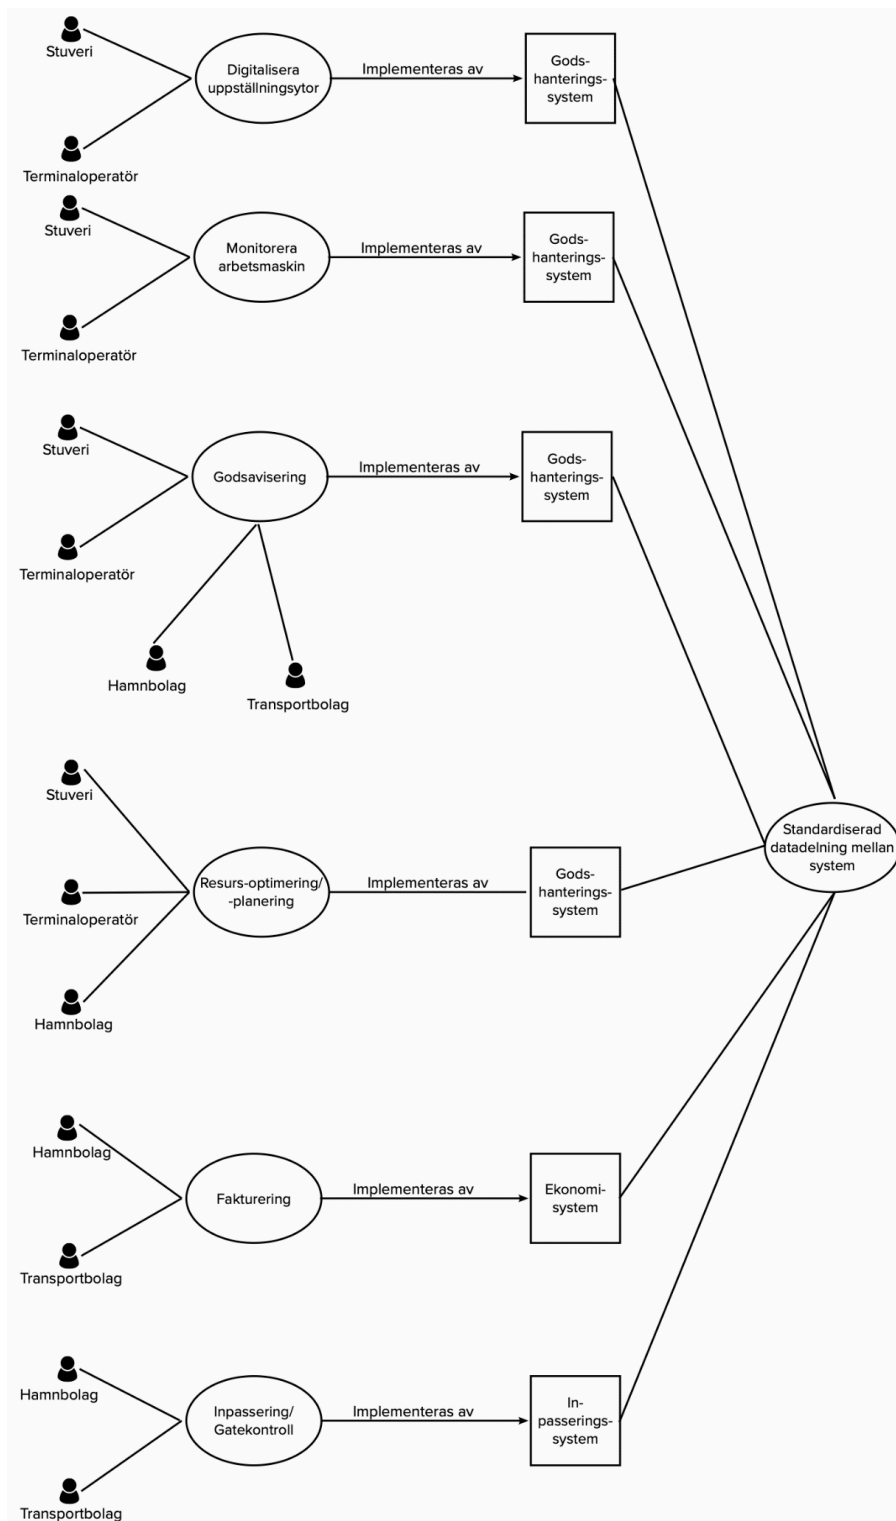 Stuveri
Digitalisera
uppställningsytor
Implementeras av
Gods-
hanterings-
system
Terminaloperatör
Stuveri
Monitorera
arbetsmaskin
Implementeras av
Gods-
hanterings-
system
Terminaloperatör
Stuveri
Godsavisering
Implementeras av
Gods-
hanterings-
system
Terminaloperatör
Hamnbolag
Transportbolag
Stuveri
Resurs-optimering/
-planering
Implementeras av
Gods-
hanterings-
system
Terminaloperatör
Hamnbolag
Standardiserad
datadelning mellan
system
Hamnbolag
Fakturering
Implementeras av
Ekonomi-
system
Transportbolag
Hamnbolag
Inpassering/
Gatekontroll
Implementeras av
In-
passerings-
system
Transportbolag